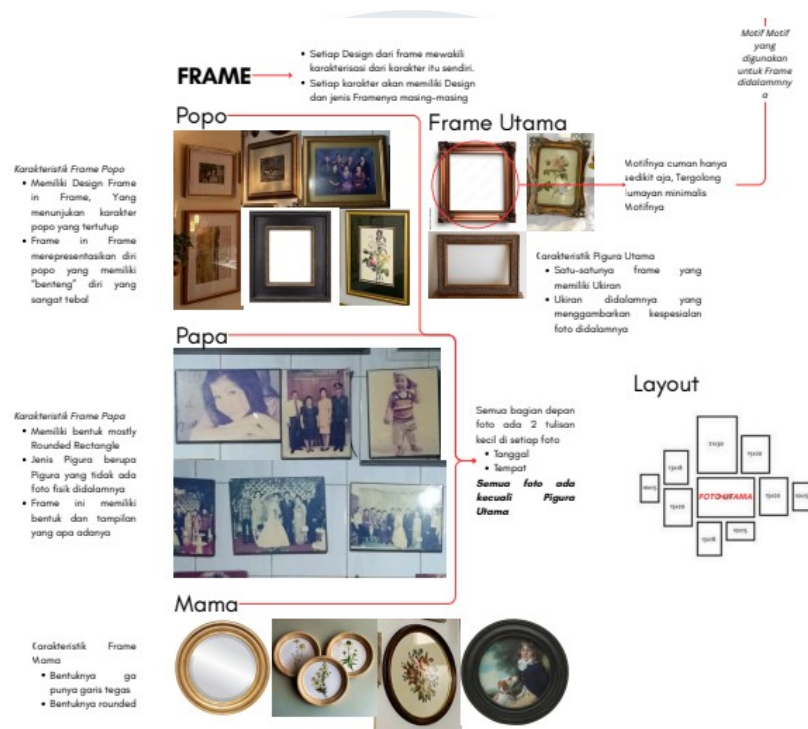 FRAME
• Setiap Design dari frame mewakili
karakterisasi dari karakter itu sendiri.
• Setiap karakter akan memiliki Design
dan jenis Framenya masing-masing
Motif Motif
yang
digunakan
untuk Frame
didalammny
a
Popo
Karakteristik Frame Popo
• Memiliki Design Frame
in Frame, Yang
menunjukan karakter
popo yang tertutup
• Frame in Frame
merepresentasikan diri
popo yang memiliki
"benteng" diri yang
sangat tebal
Frame Utama
Motifnya cuman hanya
sedikit aja, Tergolong
lumayan minimalis
Motifnya
Karakteristik Pigura Utama
• Satu-satunya frame yang
memiliki Ukiran
• Ukiran didalamnya yang
menggambarkan kespesialan
foto didalamnya
Papa
Karakteristik Frame Papa
• Memiliki bentuk mostly
Rounded Rectangle
• Jenis Pigura berupa
Pigura yang tidak ada
foto fisik didalamnya
• Frame ini memiliki
bentuk dan tampilan
yang apa adanya
Semua bagian depan
foto ada 2 tulisan
kecil di setiap foto
• Tanggal
• Tempat
Semua foto ada
kecuali Pigura
Utama
Layout
FOTO UTAMA
Mama
Karakteristik Frame
Mama
• Bentuknya ga
punya garis tegas
• Bentuknya rounded